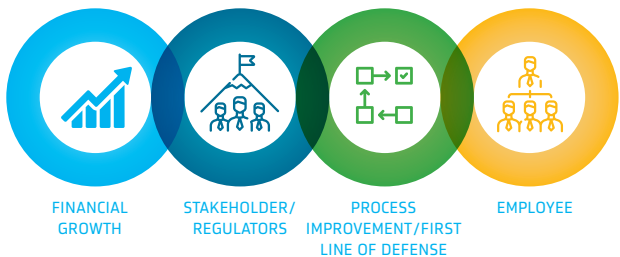 FINANCIAL
GROWTH
STAKEHOLDER/
REGULATORS
PROCESS
IMPROVEMENT/FIRST
LINE OF DEFENSE
EMPLOYEE